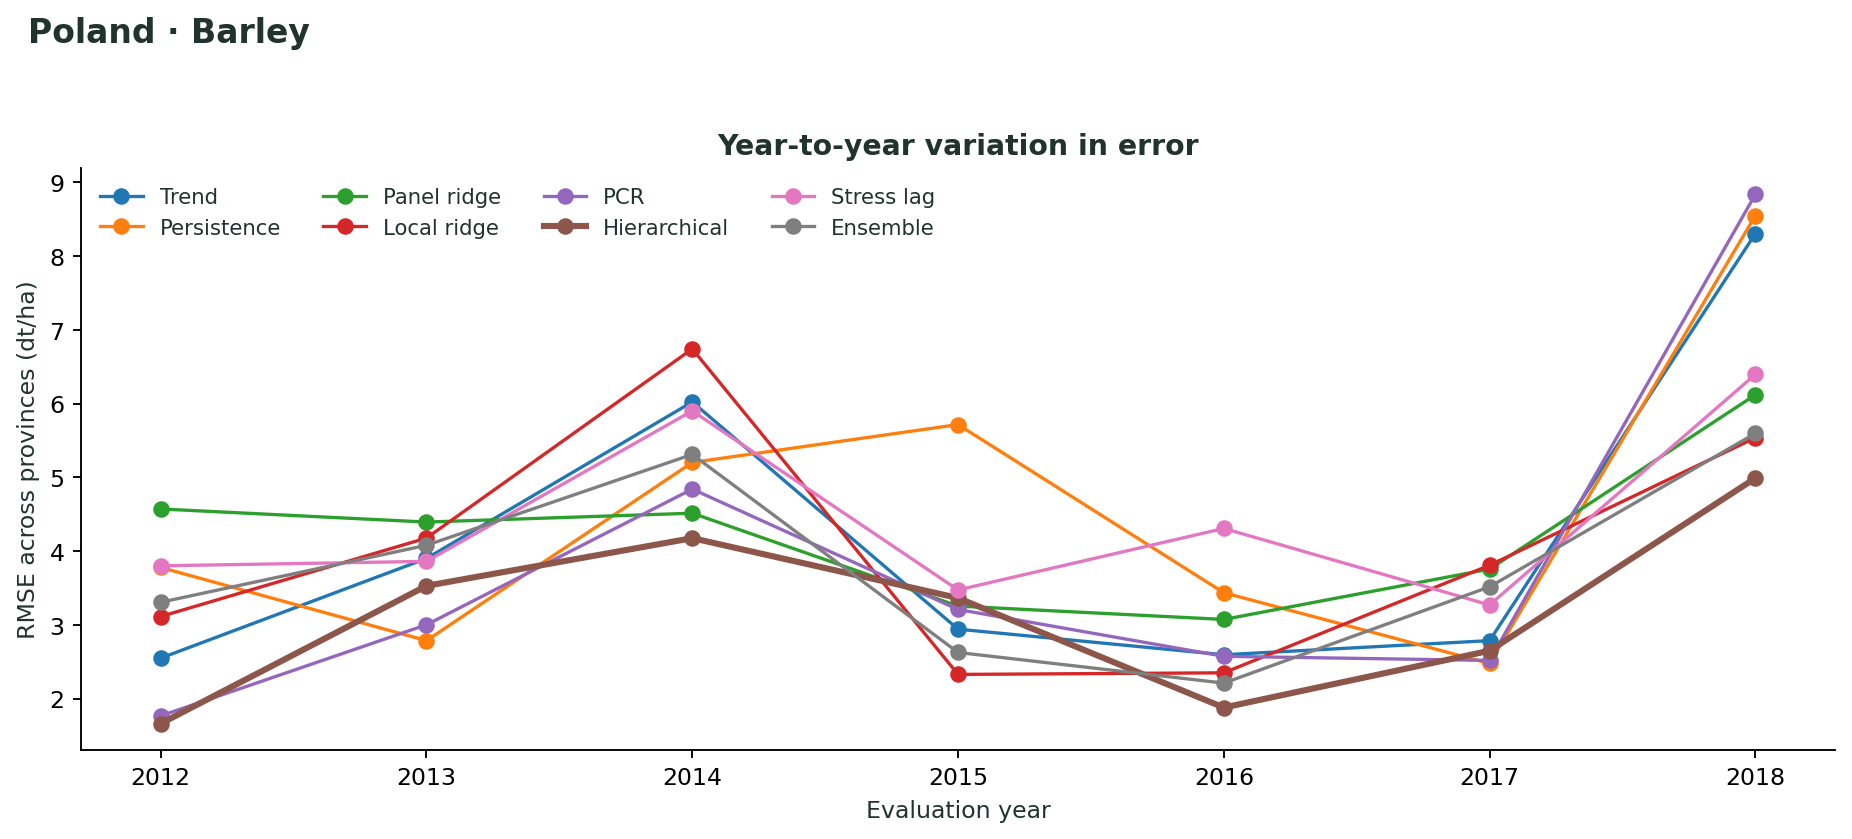 Poland · Barley
Year-to-year variation in error
Trend
Persistence
Panel ridge
Local ridge
PCR
Hierarchical
Stress lag
Ensemble
RMSE across provinces (dt/ha)
9
8
7
6
5
4
3
2
2012 2013 2014 2015 2016 2017 2018
Evaluation year